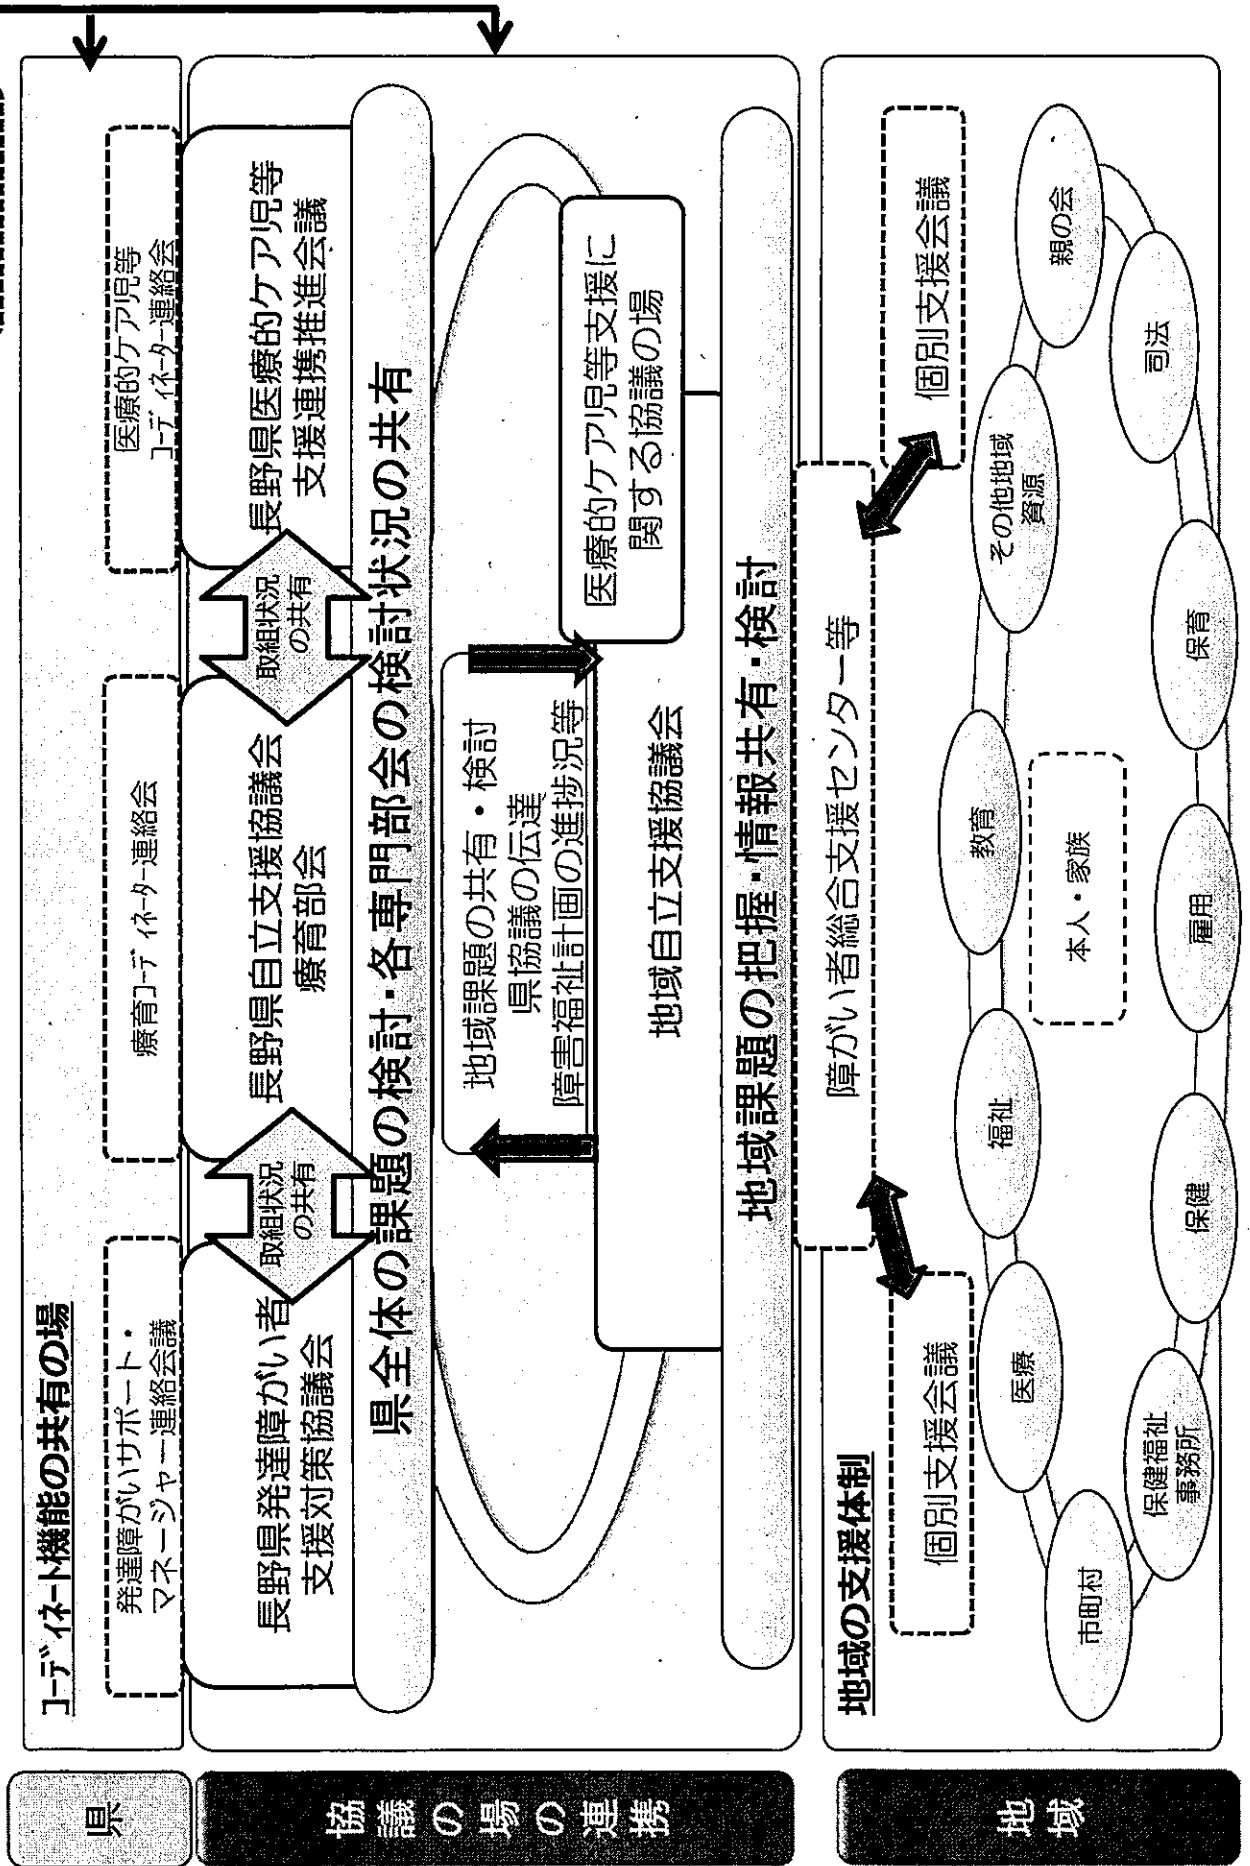 県
コーディネート機能の共有の場
発達障がいサポート・
マネージャー連絡会議
療育コーディネーター連絡会
医療的ケア児等
コーディネーター連絡会
協議の場の連携
長野県発達障がい者
支援対策協議会
取組状況
の共有
長野県自立支援協議会
療育部会
取組状況
の共有
長野県医療的ケア児等
支援連携推進会議
県全体の課題の検討・各専門部会の検討状況の共有
地域課題の共有・検討
県協議の伝達
障害福祉計画の進捗状況等
医療的ケア児等支援に
関する協議の場
地域自立支援協議会
地域課題の把握・情報共有・検討
地域
地域の支援体制
障がい者総合支援センター等
個別支援会議
個別支援会議
市町村
医療
福祉
教育
その他地域
資源
親の会
本人・家族
保健福祉
事務所
保健
雇用
保育
司法